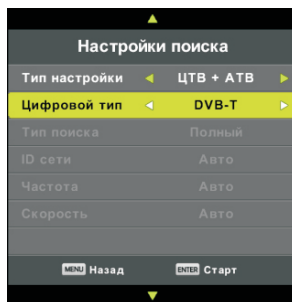 Настройки поиска
Тип настройки ЦТВ + АТВ
Цифровой тип DVB-T
Тип поиска Полный
ID сети Авто
Частота Авто
Скорость Авто
MENU Назад ENTER Старт